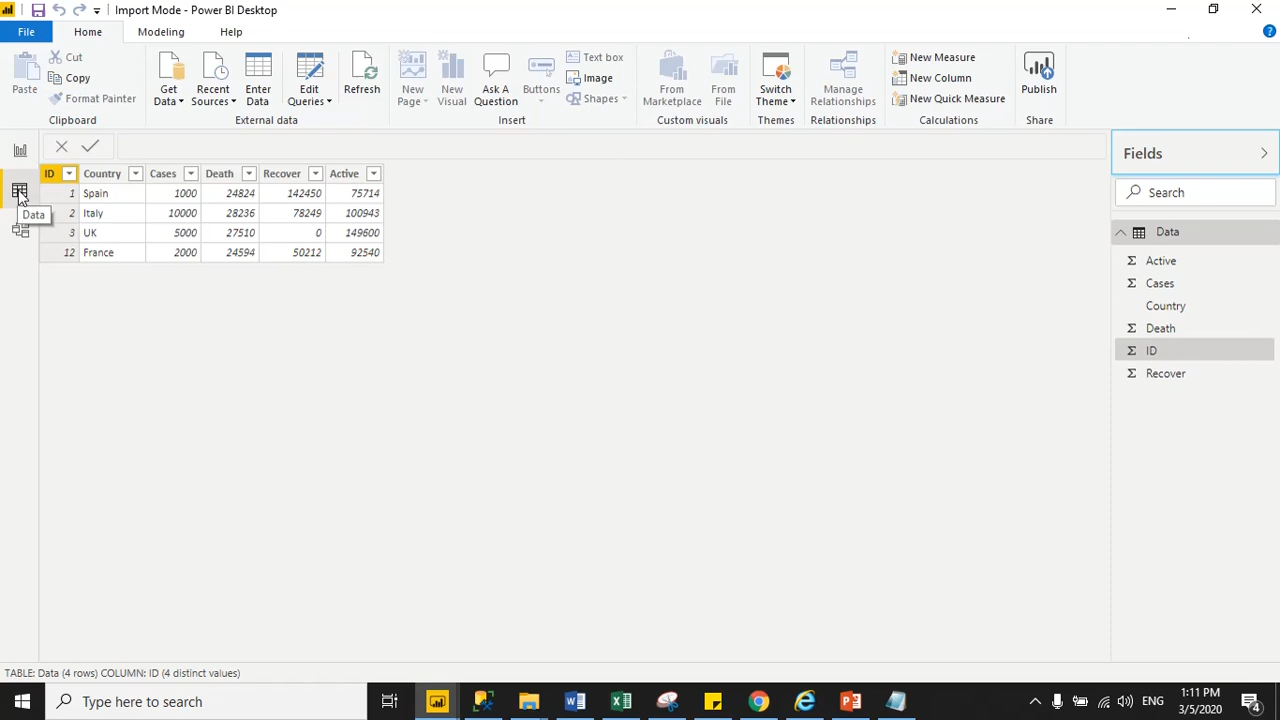 Import Mode - Power BI Desktop
File
Home
Modeling
Help
Paste
Cut
Copy
Format Painter
Clipboard
Get Data
Recent Sources
Enter Data
Edit Queries
External data
Refresh
New Page
New Visual
Ask A Question
Buttons
Text box
Image
Shapes
Insert
From Marketplace
From File
Custom visuals
Switch Theme
Themes
Manage Relationships
Relationships
New Measure
New Column
New Quick Measure
Calculations
Publish
Share
ID Country Cases Death Recover Active
1 Spain 1000 24824 142450 75714
2 Italy 10000 28236 78249 100943
3 UK 5000 27510 0 149600
12 France 2000 24594 50212 92540
Data
Fields
Search
Data
Σ Active
Σ Cases
Country
Σ Death
Σ ID
Σ Recover
TABLE: Data (4 rows) COLUMN: ID (4 distinct values)
Type here to search
ENG
1:11 PM
3/5/2020
4